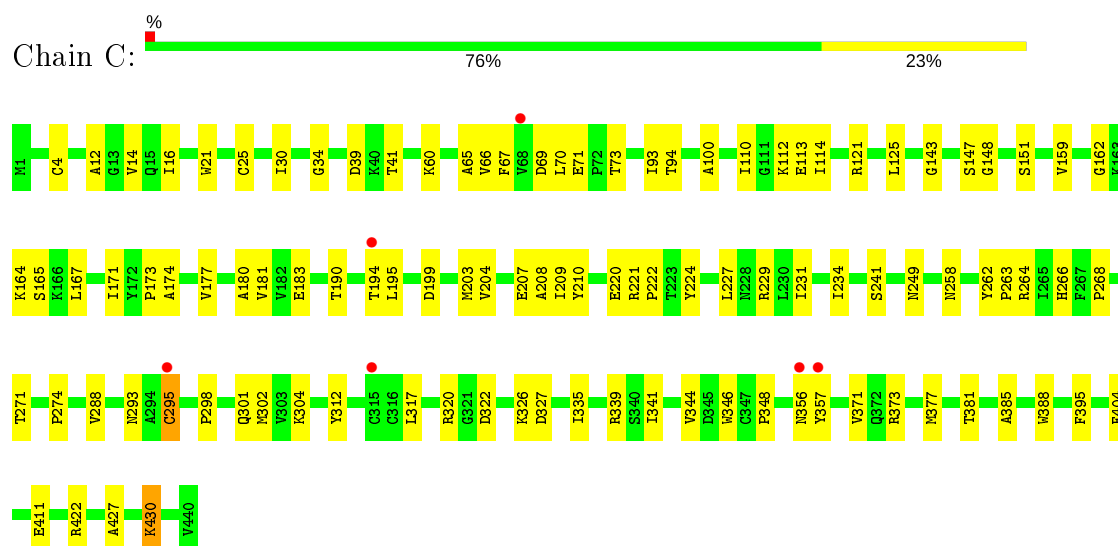 %
Chain C:
76% 23%
M1 C4 A12 G13 V14 Q15 I16 W21 C25 I30 G34 D39 K40 T41 K60 A65 V66 F67 V68 D69 L70 E71 P72 T73 I93 T94 A100 I110 G111 K112 E113 I114 R121 L125 G143 S147 G148 S151 V159 G162 K163
K164 S165 K166 L167 I171 Y172 P173 A174 V177 A180 V181 V182 E183 T190 T194 L195 D199 M203 V204 E207 A208 I209 Y210 E220 R221 P222 T223 Y224 L227 N228 R229 L230 I231 I234 S241 N249 N258 Y262 P263 R264 I265 H266 F267 P268
T271 P274 V288 N293 A294 C295 P298 Q301 M302 V303 K304 Y312 C315 C316 L317 R320 G321 D322 K326 D327 I335 R339 S340 I341 V344 D345 W346 C347 P348 N356 Y357 V371 Q372 R373 M377 T381 A385 W388 F395
E411 R422 A427 K430 V440